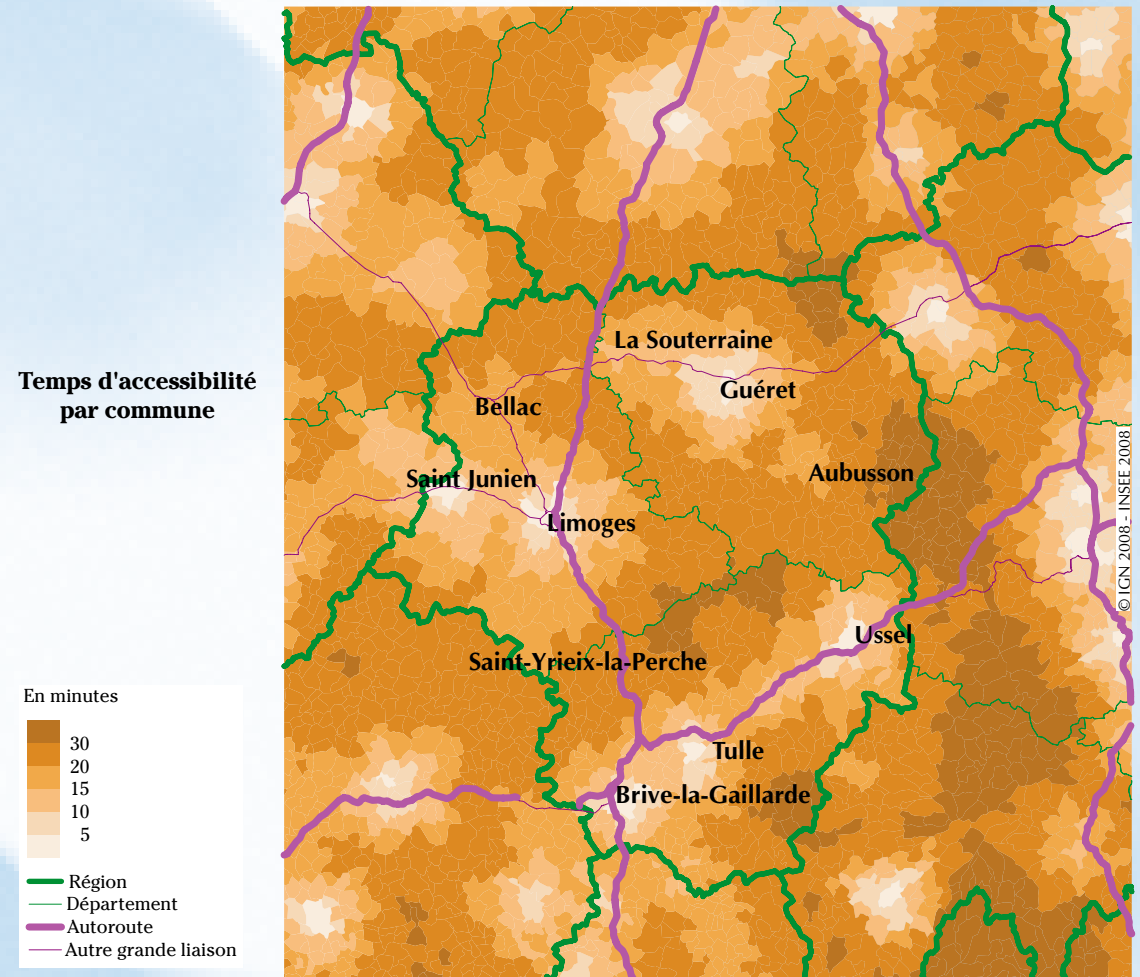 Temps d'accessibilité
par commune
La Souterraine
Guéret
Bellac
Aubusson
Saint Junien
Limoges
Ussel
Saint-Yrieix-la-Perche
Tulle
Brive-la-Gaillarde
© IGN 2008 - INSEE 2008
En minutes
30
20
15
10
5
Région
Département
Autoroute
Autre grande liaison